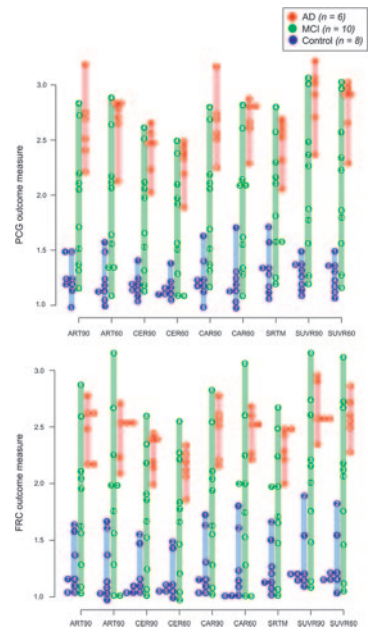 AD (n = 6)
MCI (n = 10)
Control (n = 8)
PCG outcome measure
3.0
2.5
2.0
1.5
1.0
ART90 ART60 CER90 CER60 CAR90 CAR60 SRTM SUVR90 SUVR60
FRC outcome measure
3.0
2.5
2.0
1.5
1.0
ART90 ART60 CER90 CER60 CAR90 CAR60 SRTM SUVR90 SUVR60